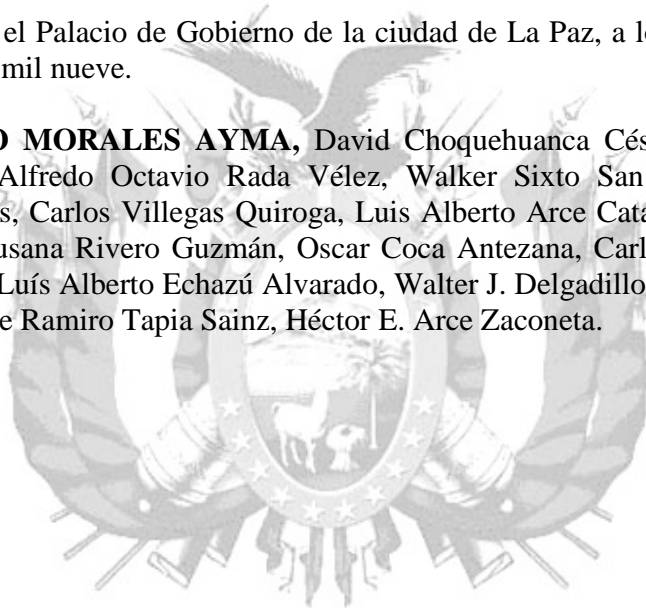 el Palacio de Gobierno de la ciudad de La Paz, a l
mil nueve.
O MORALES AYMA, David Choquehuanca Cés
Alfredo Octavio Rada Vélez, Walker Sixto San
s, Carlos Villegas Quiroga, Luis Alberto Arce Cata
usana Rivero Guzmán, Oscar Coca Antezana, Carl
Luís Alberto Echazú Alvarado, Walter J. Delgadillo
e Ramiro Tapia Sainz, Héctor E. Arce Zaconeta.